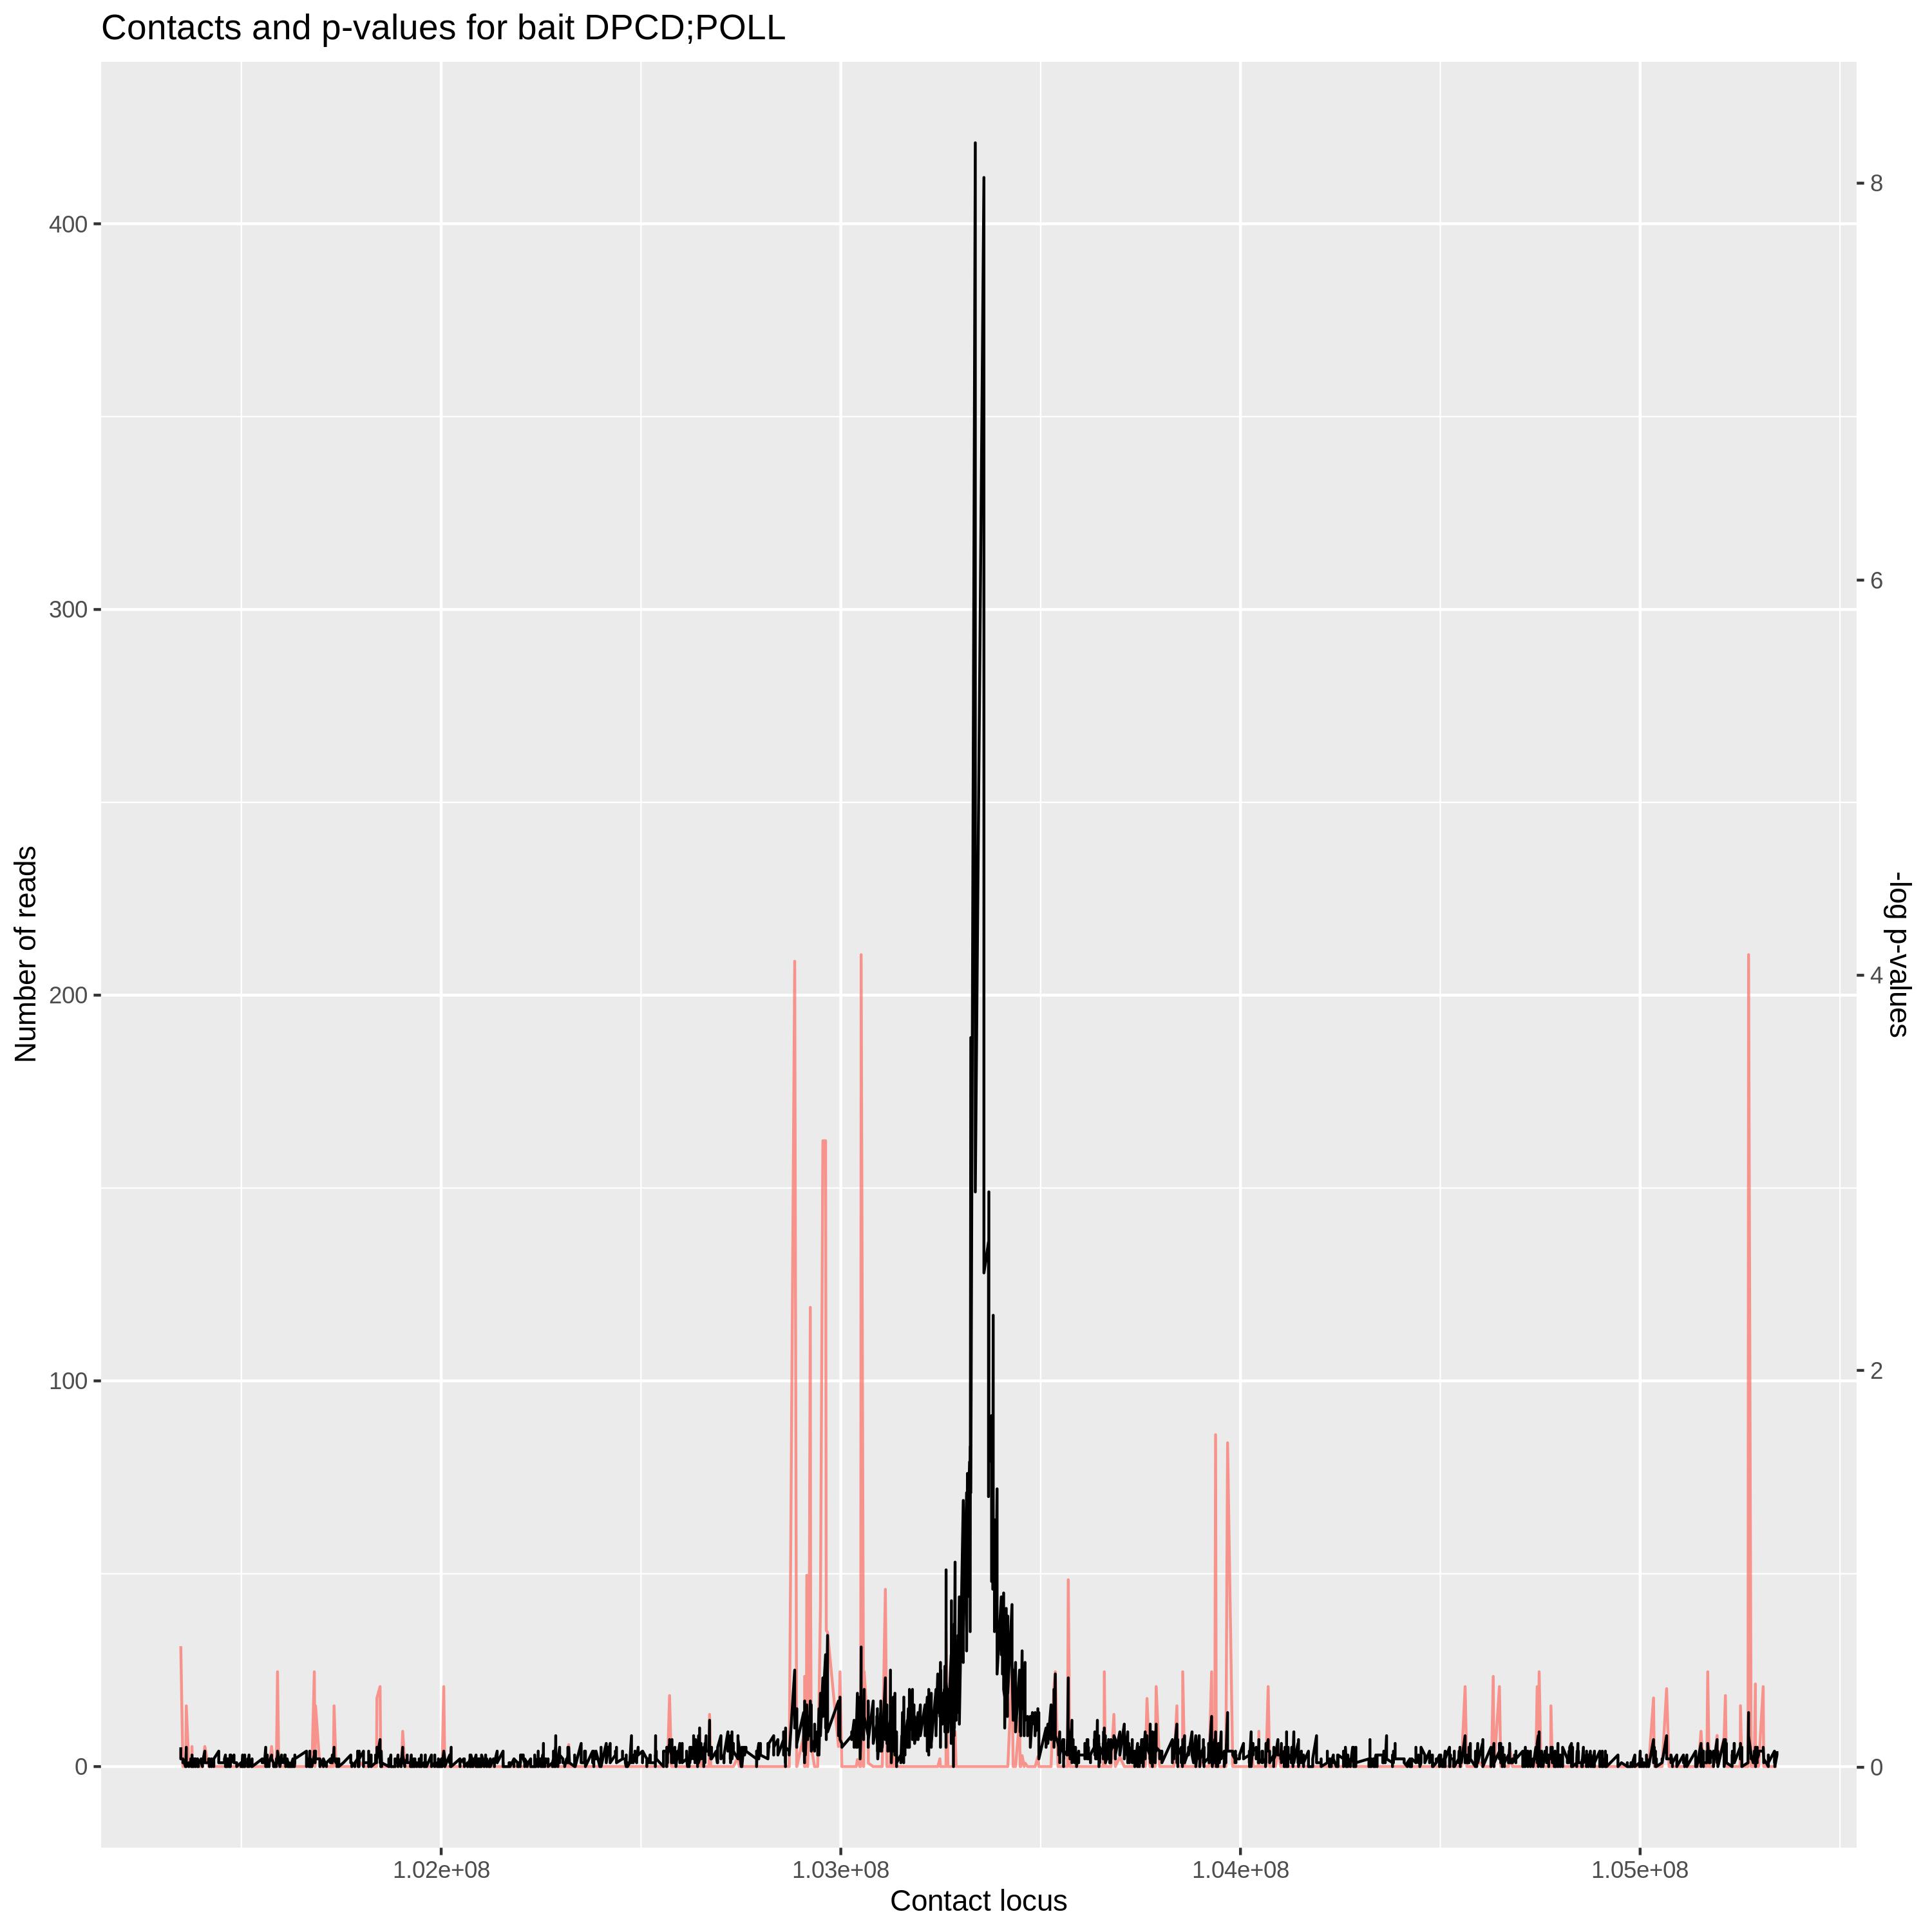 Contacts and p-values for bait DPCD;POLL
Number of reads
400
300
200
100
0
8
6
4
2
0
-log p-values
1.02e+08
1.03e+08
1.04e+08
1.05e+08
Contact locus